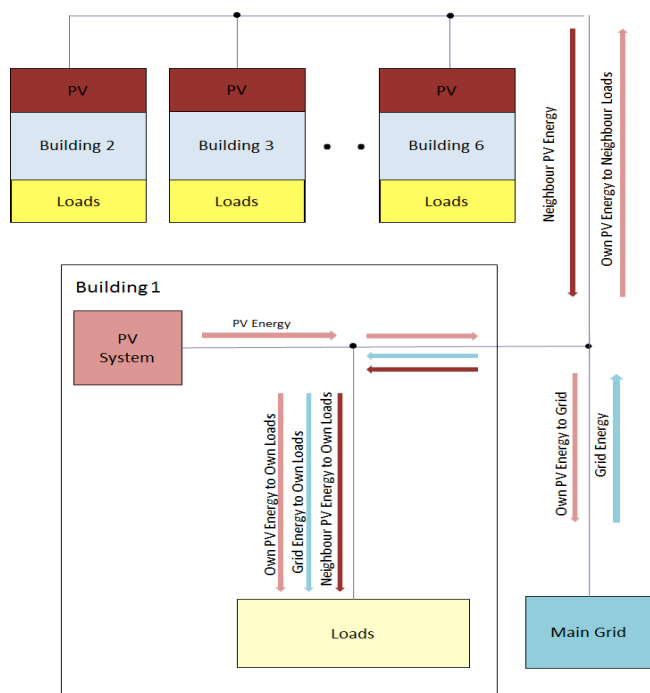 PV
PV
PV
Building 2
Building 3
Building 6
Loads
Loads
Loads
Neighbour PV Energy
Own PV Energy to Neighbour Loads
Building 1
PV
System
PV Energy
Own PV Energy to Own Loads
Grid Energy to Own Loads
Neighbour PV Energy to Own Loads
Own PV Energy to Grid
Grid Energy
Loads
Main Grid